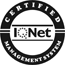 CERTIFIED
IQNet
MANAGEMENT SYSTEM